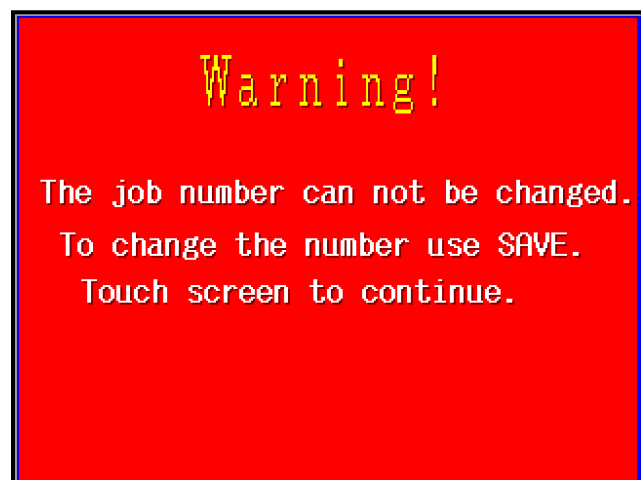 Warning!
The job number can not be changed.
To change the number use SAVE.
Touch screen to continue.